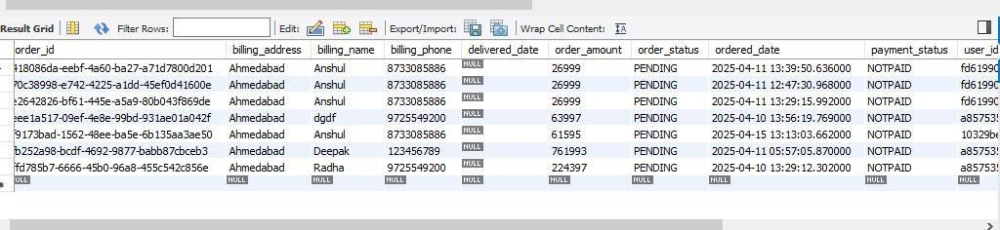 Result Grid Filter Rows: Edit: Export/Import: Wrap Cell Content: IA
order_id billing_address billing_name billing_phone delivered_date order_amount order_status ordered_date payment_status user_id
418086da-eebf-4a60-ba27-a71d7800d201 Ahmedabad Anshul 8733085886 NULL 26999 PENDING 2025-04-11 13:39:50.636000 NOTPAID fd61990
70c38998-e742-4225-a1dd-45ef0d41600e Ahmedabad Anshul 8733085886 NULL 26999 PENDING 2025-04-11 12:47:30.968000 NOTPAID fd61990
e2642826-bf61-445e-a5a9-80b043f869de Ahmedabad Anshul 8733085886 NULL 26999 PENDING 2025-04-11 13:29:15.992000 NOTPAID fd61990
eee1a517-09ef-4e8e-99bd-931ae01a042f Ahmedabad dgdf 9725549200 NULL 63997 PENDING 2025-04-10 13:56:19.769000 NOTPAID a857535
f9173bad-1562-48ee-ba5e-6b135aa3ae50 Ahmedabad Anshul 8733085886 NULL 61595 PENDING 2025-04-15 13:13:03.662000 NOTPAID 10329be
fb252a98-bcdf-4692-9877-babb87cbceb3 Ahmedabad Deepak 123456789 NULL 761993 PENDING 2025-04-11 05:57:05.870000 NOTPAID a857535
ffd785b7-6666-45b0-96a8-455c542c856e Ahmedabad Radha 9725549200 NULL 224397 PENDING 2025-04-10 13:29:12.302000 NOTPAID a857535
NULL NULL NULL NULL NULL NULL NULL NULL NULL NULL